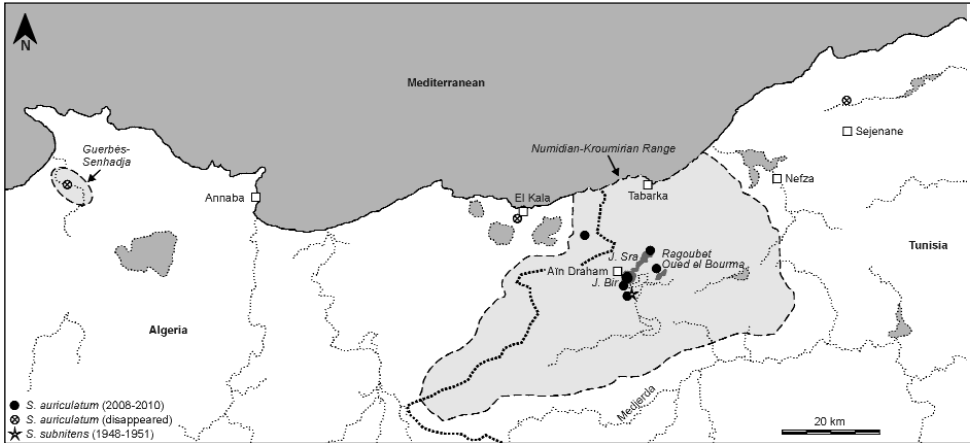 N
Mediterranean
Guerbès-
Senhadja
Numidian-Kroumirian Range
Sejenane
Annaba
El Kala
Tabarka
Nefza
J. Sra
Ragoubet
Oued el Bourma
Tunisia
Aïn Draham
J. Bir
Algeria
Medjerda
S. auriculatum (2008-2010)
S. auriculatum (disappeared)
S. subnitens (1948-1951)
20 km